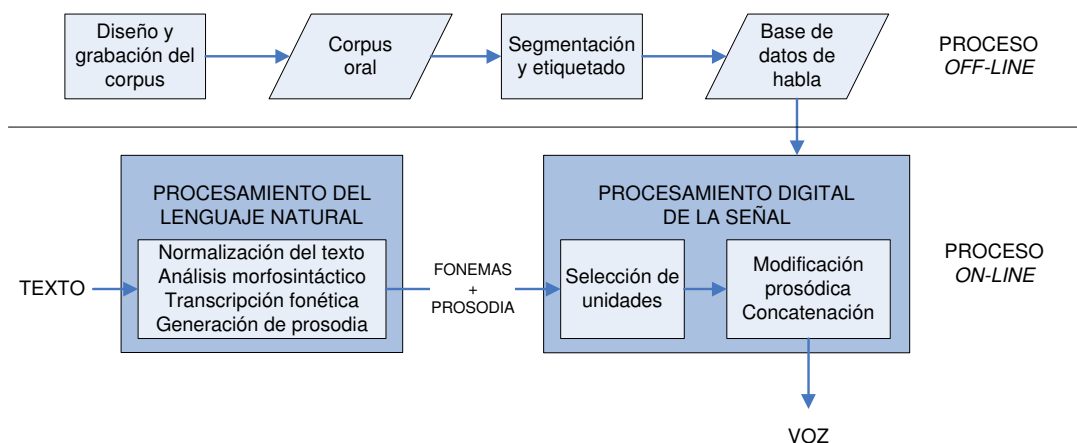 Diseño y
grabación del
corpus
Corpus
oral
Segmentación
y etiquetado
Base de
datos de
habla
PROCESO
OFF-LINE
PROCESAMIENTO DEL
LENGUAJE NATURAL
PROCESAMIENTO DIGITAL
DE LA SEÑAL
TEXTO
Normalización del texto
Análisis morfosintáctico
Transcripción fonética
Generación de prosodia
FONEMAS
+
PROSODIA
Selección de
unidades
Modificación
prosódica
Concatenación
PROCESO
ON-LINE
VOZ